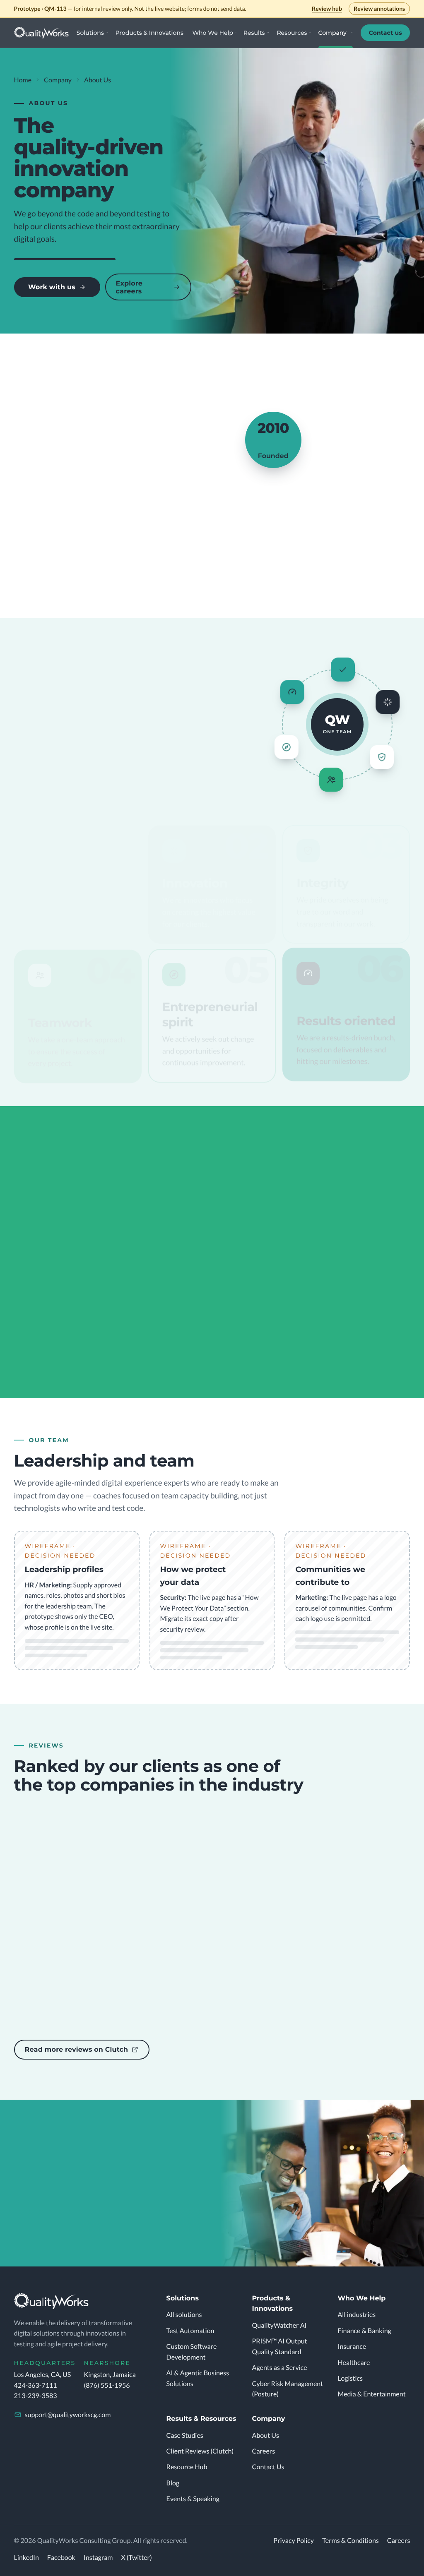 Prototype · QM-113 — for internal review only. Not the live website; forms do not send data.
Review hub
Review annotations
QualityWorks
Solutions
Products & Innovations
Who We Help
Results
Resources
Company
Contact us
Home > Company > About Us
ABOUT US
The
quality-driven
innovation
company
We go beyond the code and beyond testing to
help our clients achieve their most extraordinary
digital goals.
Work with us →
Explore
careers →
2010
Founded
QW
ONE TEAM
Integrity
05
Entrepreneurial
spirit
We actively seek out change
and opportunities for
continuous improvement.
Results oriented
OUR TEAM
Leadership and team
We provide agile-minded digital experience experts who are ready to make an
impact from day one — coaches focused on team capacity building, not just
technologists who write and test code.
WIREFRAME
DECISION NEEDED
Leadership profiles
HR / Marketing: Supply approved
names, roles, photos and short bios
for the leadership team. The
prototype shows only the CEO,
whose profile is on the live site.
WIREFRAME
DECISION NEEDED
How we protect
your data
Security: The live page has a "How
We Protect Your Data" section.
Migrate its exact copy after
security review.
WIREFRAME
DECISION NEEDED
Communities we
contribute to
Marketing: The live page has a logo
carousel of communities. Confirm
each logo use is permitted.
REVIEWS
Ranked by our clients as one of
the top companies in the industry
Read more reviews on Clutch
QualityWorks
We enable the delivery of transformative
digital solutions through innovations in
testing and agile project delivery.
HEADQUARTERS
Los Angeles, CA, US
424-363-7111
213-239-3583
NEARSHORE
Kingston, Jamaica
(876) 551-1956
support@qualityworkscg.com
Solutions
All solutions
Test Automation
Custom Software
Development
AI & Agentic Business
Solutions
Products &
Innovations
QualityWatcher AI
PRISM™ AI Output
Quality Standard
Agents as a Service
Cyber Risk Management
(Posture)
Who We Help
All industries
Finance & Banking
Insurance
Healthcare
Logistics
Media & Entertainment
Results & Resources
Case Studies
Client Reviews (Clutch)
Resource Hub
Blog
Events & Speaking
Company
About Us
Careers
Contact Us
© 2026 QualityWorks Consulting Group. All rights reserved.
Privacy Policy
Terms & Conditions
Careers
LinkedIn
Facebook
Instagram
X (Twitter)